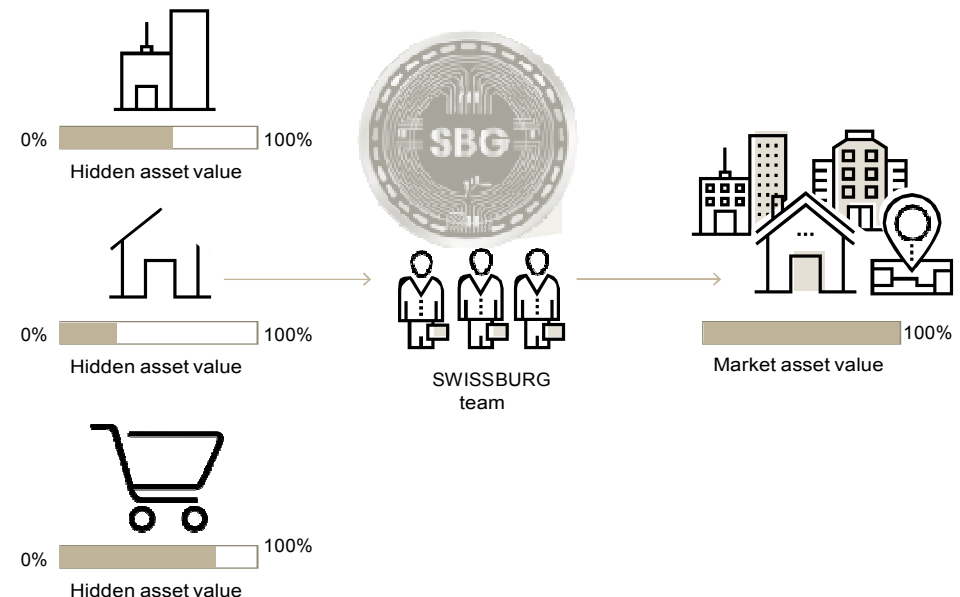 0%
100%
Hidden asset value
0%
100%
Hidden asset value
0%
100%
Hidden asset value
SBG
SWISSBURG
team
100%
Market asset value